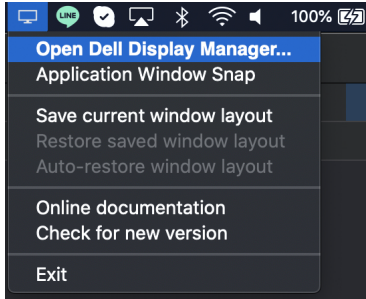 LINE 100%
Open Dell Display Manager...
Application Window Snap
Save current window layout
Restore saved window layout
Auto-restore window layout
Online documentation
Check for new version
Exit